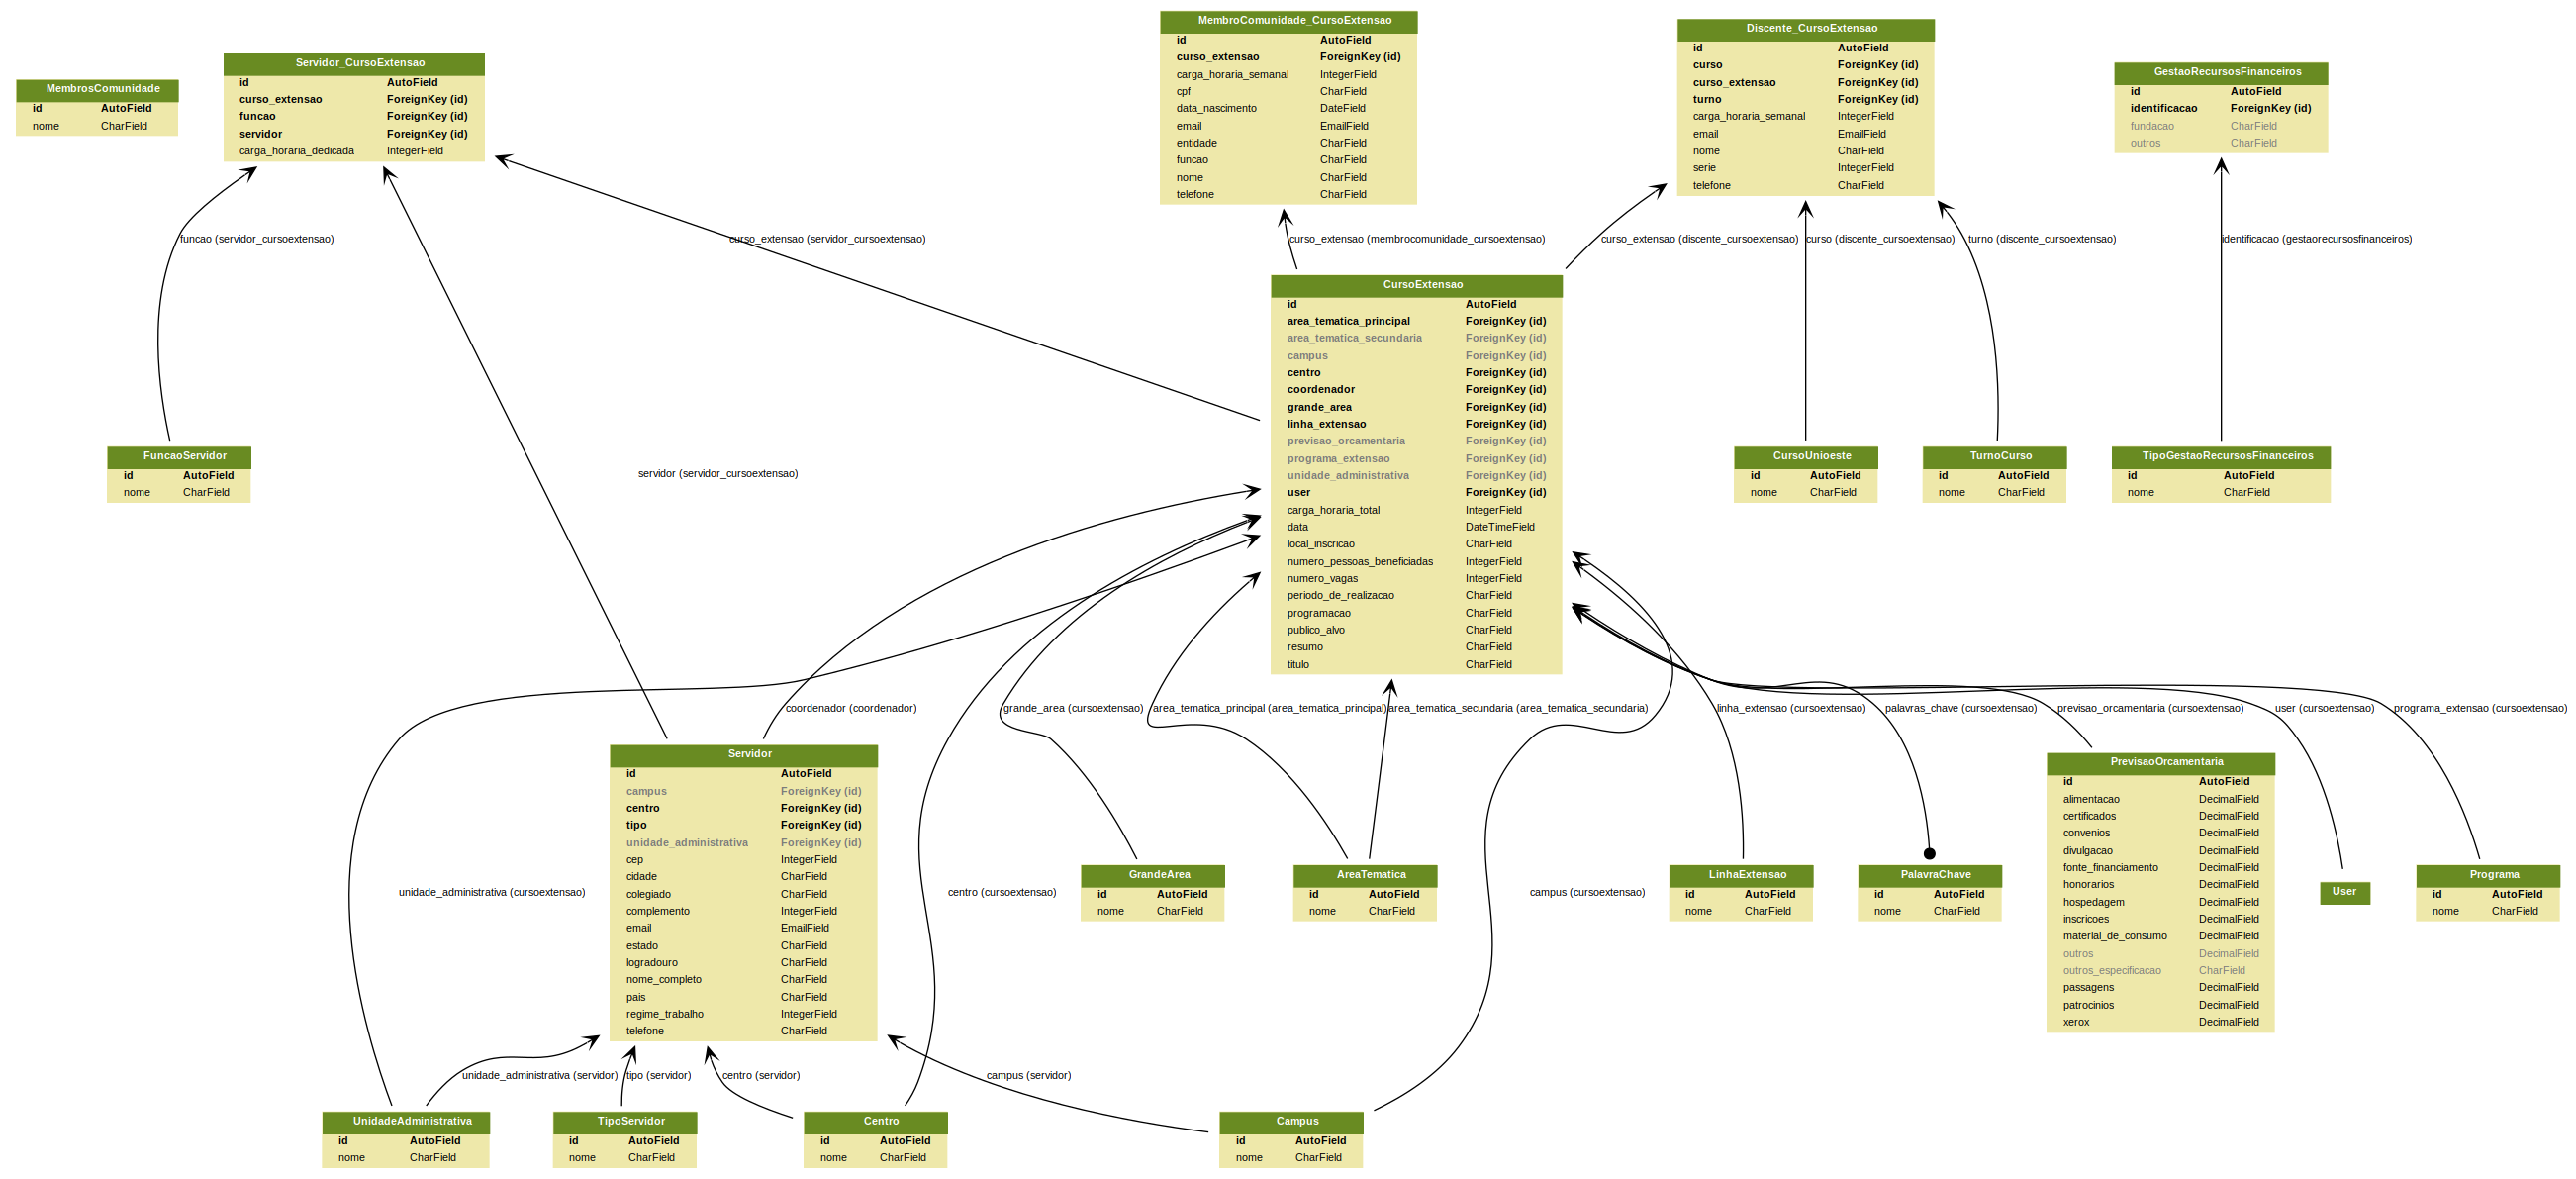 MembroComunidade_CursoExtensao
id AutoField
curso_extensao ForeignKey (id)
carga_horaria_semanal IntegerField
cpf CharField
data_nascimento DateField
email EmailField
entidade CharField
funcao CharField
nome CharField
telefone CharField
Discente_CursoExtensao
id AutoField
curso ForeignKey (id)
curso_extensao ForeignKey (id)
turno ForeignKey (id)
carga_horaria_semanal IntegerField
email EmailField
nome CharField
serie IntegerField
telefone CharField
Servidor_CursoExtensao
id AutoField
curso_extensao ForeignKey (id)
funcao ForeignKey (id)
servidor ForeignKey (id)
carga_horaria_dedicada IntegerField
GestaoRecursosFinanceiros
id AutoField
identificacao ForeignKey (id)
fundacao CharField
outros CharField
MembrosComunidade
id AutoField
nome CharField
funcao (servidor_cursoextensao)
curso_extensao (servidor_cursoextensao)
curso_extensao (membrocomunidade_cursoextensao)
curso_extensao (discente_cursoextensao)
curso (discente_cursoextensao)
turno (discente_cursoextensao)
identificacao (gestaorecursosfinanceiros)
CursoExtensao
id AutoField
area_tematica_principal ForeignKey (id)
area_tematica_secundaria ForeignKey (id)
campus ForeignKey (id)
centro ForeignKey (id)
coordenador ForeignKey (id)
grande_area ForeignKey (id)
linha_extensao ForeignKey (id)
previsao_orcamentaria ForeignKey (id)
programa_extensao ForeignKey (id)
unidade_administrativa ForeignKey (id)
user ForeignKey (id)
carga_horaria_total IntegerField
data DateTimeField
local_inscricao CharField
numero_pessoas_beneficiadas IntegerField
numero_vagas IntegerField
periodo_de_realizacao CharField
programacao CharField
publico_alvo CharField
resumo CharField
titulo CharField
FuncaoServidor
id AutoField
nome CharField
servidor (servidor_cursoextensao)
CursoUnioeste
id AutoField
nome CharField
TurnoCurso
id AutoField
nome CharField
TipoGestaoRecursosFinanceiros
id AutoField
nome CharField
coordenador (coordenador)
grande_area (cursoextensao)
area_tematica_principal (area_tematica_principal)
area_tematica_secundaria (area_tematica_secundaria)
linha_extensao (cursoextensao)
palavras_chave (cursoextensao)
previsao_orcamentaria (cursoextensao)
user (cursoextensao)
programa_extensao (cursoextensao)
Servidor
id AutoField
campus ForeignKey (id)
centro ForeignKey (id)
tipo ForeignKey (id)
unidade_administrativa ForeignKey (id)
cep IntegerField
cidade CharField
colegiado CharField
complemento IntegerField
email EmailField
estado CharField
logradouro CharField
nome_completo CharField
pais CharField
regime_trabalho IntegerField
telefone CharField
PrevisaoOrcamentaria
id AutoField
alimentacao DecimalField
certificados DecimalField
convenios DecimalField
divulgacao DecimalField
fonte_financiamento DecimalField
honorarios DecimalField
hospedagem DecimalField
inscricoes DecimalField
material_de_consumo DecimalField
outros DecimalField
outros_especificacao CharField
passagens DecimalField
patrocinios DecimalField
xerox DecimalField
unidade_administrativa (cursoextensao)
centro (cursoextensao)
GrandeArea
id AutoField
nome CharField
AreaTematica
id AutoField
nome CharField
campus (cursoextensao)
LinhaExtensao
id AutoField
nome CharField
PalavraChave
id AutoField
nome CharField
User
Programa
id AutoField
nome CharField
unidade_administrativa (servidor)
tipo (servidor)
centro (servidor)
campus (servidor)
UnidadeAdministrativa
id AutoField
nome CharField
TipoServidor
id AutoField
nome CharField
Centro
id AutoField
nome CharField
Campus
id AutoField
nome CharField